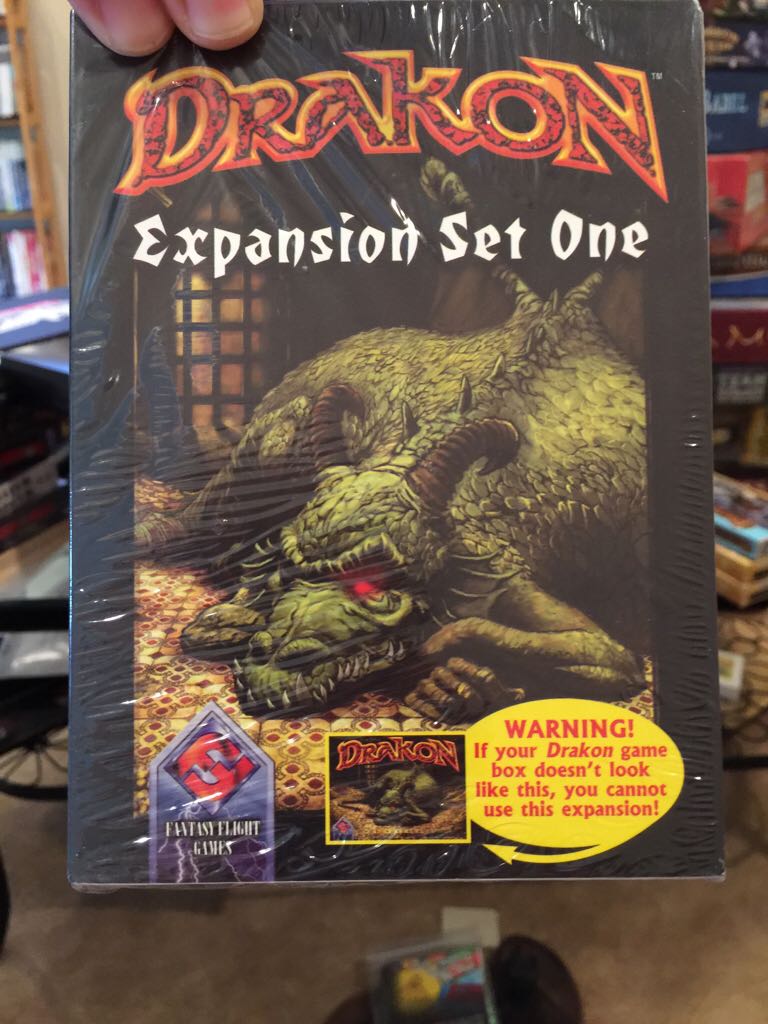 DRAKON™
Expansion Set One
WARNING!
If your Drakon game
box doesn't look
like this, you cannot
use this expansion!
DRAKON
FANTASY FLIGHT
GAMES